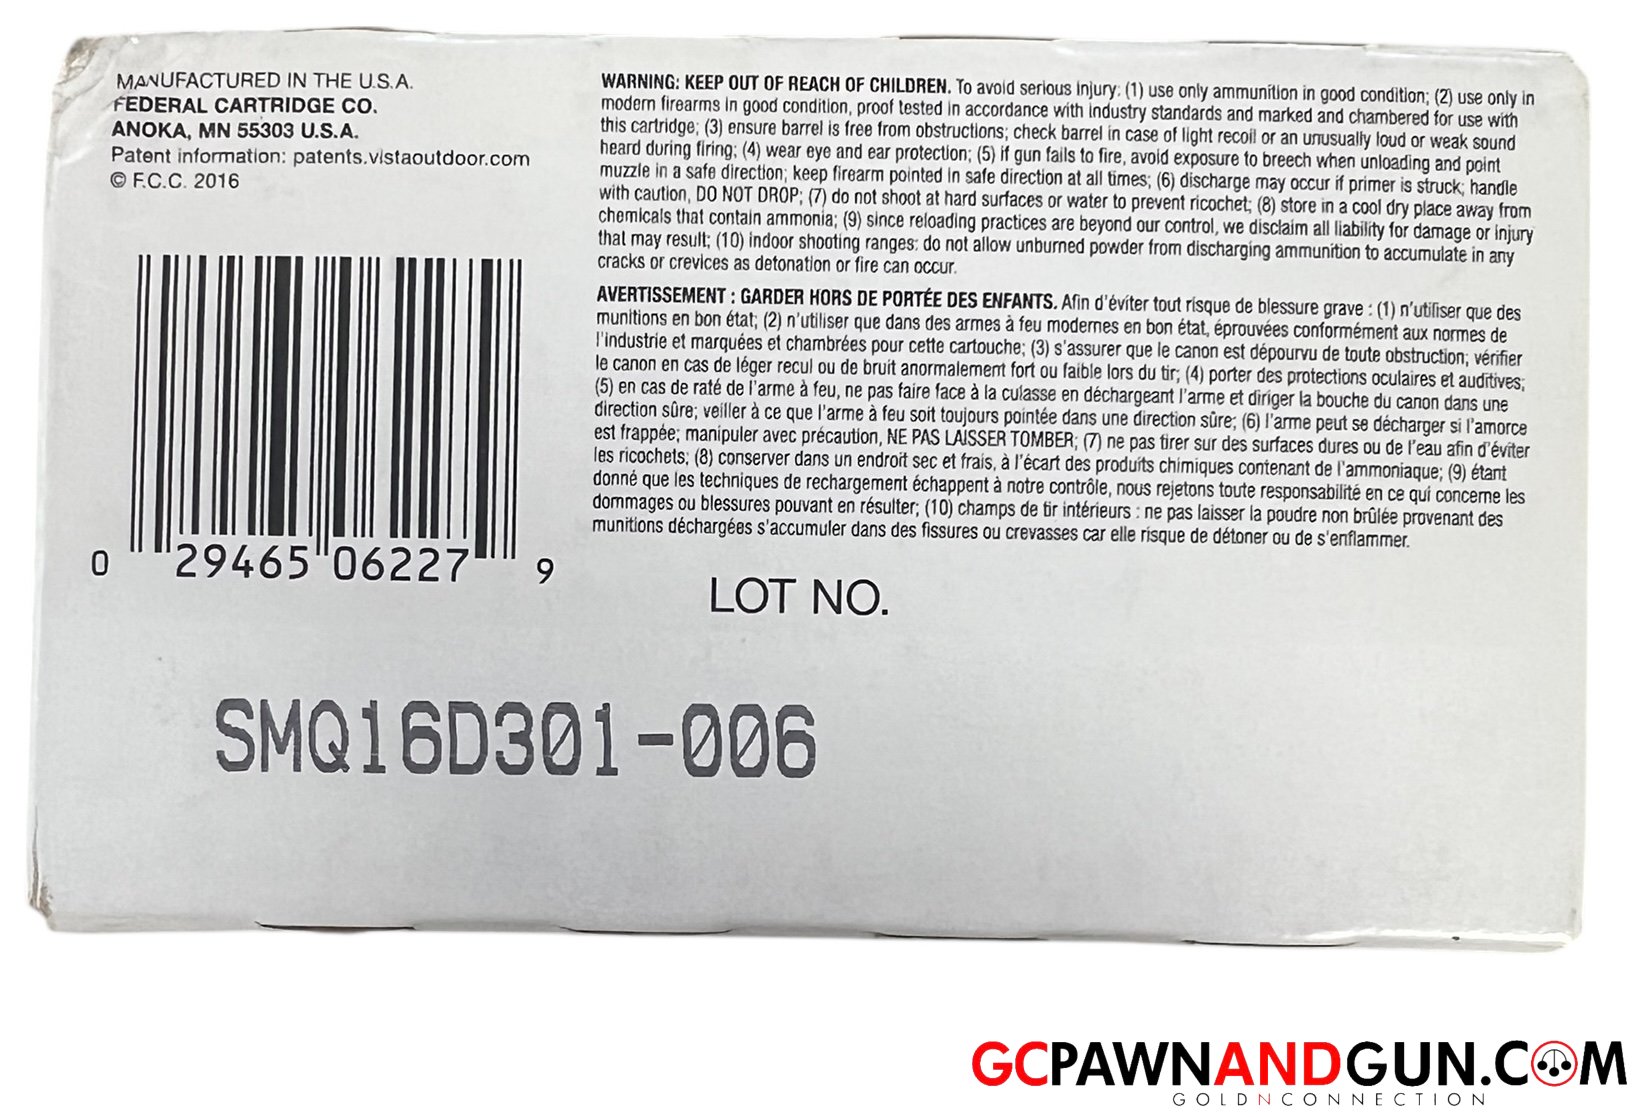 MANUFACTURED IN THE U.S.A.
FEDERAL CARTRIDGE CO.
ANOKA, MN 55303 U.S.A.
Patent information: patents.vistaoutdoor.com
© F.C.C. 2016
0 29465 06227 9
WARNING: KEEP OUT OF REACH OF CHILDREN. To avoid serious injury: (1) use only ammunition in good condition; (2) use only in
modern firearms in good condition, proof tested in accordance with industry standards and marked and chambered for use with
this cartridge; (3) ensure barrel is free from obstructions; check barrel in case of light recoil or an unusually loud or weak sound
heard during firing; (4) wear eye and ear protection; (5) if gun fails to fire, avoid exposure to breech when unloading and point
muzzle in a safe direction; keep firearm pointed in safe direction at all times; (6) discharge may occur if primer is struck; handle
with caution, DO NOT DROP; (7) do not shoot at hard surfaces or water to prevent ricochet; (8) store in a cool dry place away from
chemicals that contain ammonia; (9) since reloading practices are beyond our control, we disclaim all liability for damage or injury
that may result; (10) indoor shooting ranges: do not allow unburned powder from discharging ammunition to accumulate in any
cracks or crevices as detonation or fire can occur.
AVERTISSEMENT : GARDER HORS DE PORTÉE DES ENFANTS. Afin d'éviter tout risque de blessure grave : (1) n'utiliser que des
munitions en bon état; (2) n'utiliser que dans des armes à feu modernes en bon état, éprouvées conformément aux normes de
l'industrie et marquées et chambrées pour cette cartouche; (3) s'assurer que le canon est dépourvu de toute obstruction; vérifier
le canon en cas de léger recul ou de bruit anormalement fort ou faible lors du tir; (4) porter des protections oculaires et auditives;
(5) en cas de raté de l'arme à feu, ne pas faire face à la culasse en déchargeant l'arme et diriger la bouche du canon dans une
direction sûre; veiller à ce que l'arme à feu soit toujours pointée dans une direction sûre; (6) l'arme peut se décharger si l'amorce
est frappée; manipuler avec précaution, NE PAS LAISSER TOMBER; (7) ne pas tirer sur des surfaces dures ou de l'eau afin d'éviter
les ricochets; (8) conserver dans un endroit sec et frais, à l'écart des produits chimiques contenant de l'ammoniaque; (9) étant
donné que les techniques de rechargement échappent à notre contrôle, nous rejetons toute responsabilité en ce qui concerne les
dommages ou blessures pouvant en résulter; (10) champs de tir intérieurs : ne pas laisser la poudre non brûlée provenant des
munitions déchargées s'accumuler dans des fissures ou crevasses car elle risque de détoner ou de s'enflammer.
LOT NO.
SMQ16D301-006
GCPAWNANDGUN.COM
GOLDNCONNECTION